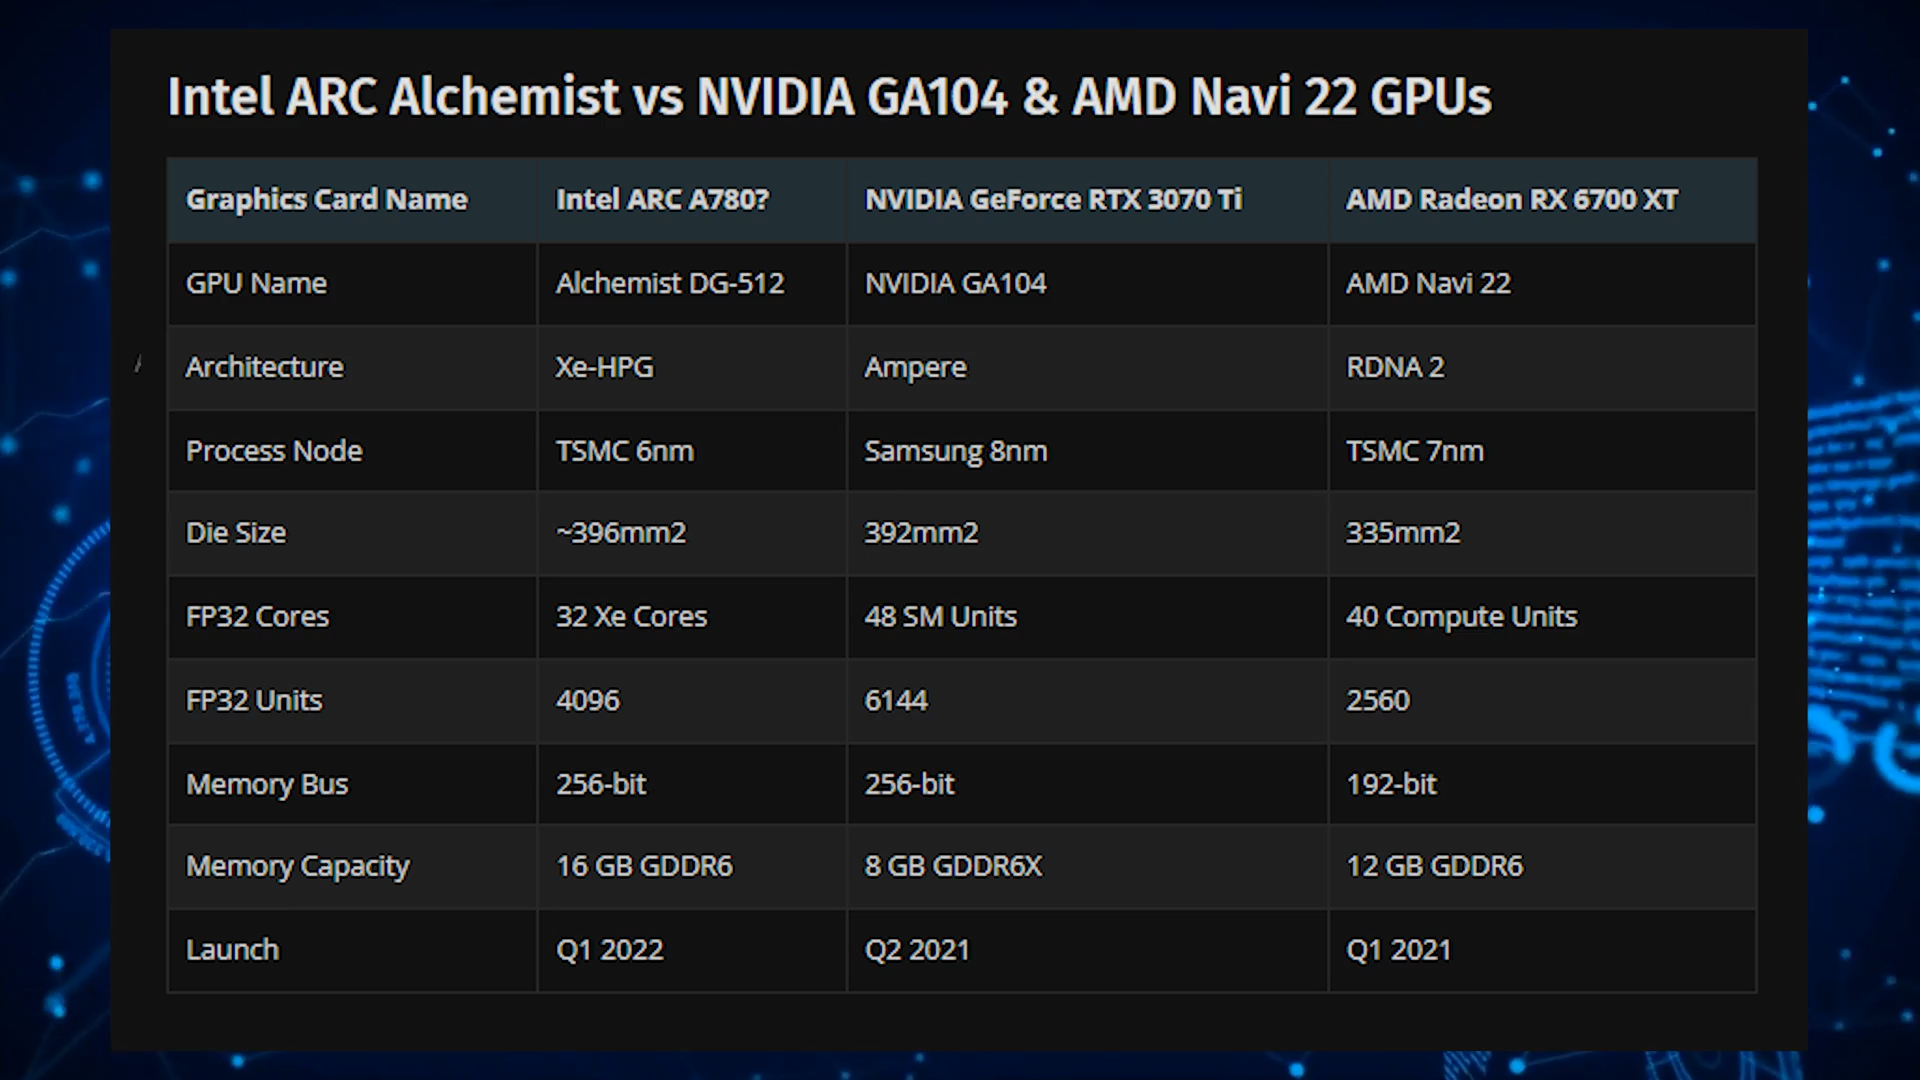 Intel ARC Alchemist vs NVIDIA GA104 & AMD Navi 22 GPUs
Graphics Card Name Intel ARC A780? NVIDIA GeForce RTX 3070 Ti AMD Radeon RX 6700 XT
GPU Name Alchemist DG-512 NVIDIA GA104 AMD Navi 22
Architecture Xe-HPG Ampere RDNA 2
Process Node TSMC 6nm Samsung 8nm TSMC 7nm
Die Size ~396mm2 392mm2 335mm2
FP32 Cores 32 Xe Cores 48 SM Units 40 Compute Units
FP32 Units 4096 6144 2560
Memory Bus 256-bit 256-bit 192-bit
Memory Capacity 16 GB GDDR6 8 GB GDDR6X 12 GB GDDR6
Launch Q1 2022 Q2 2021 Q1 2021